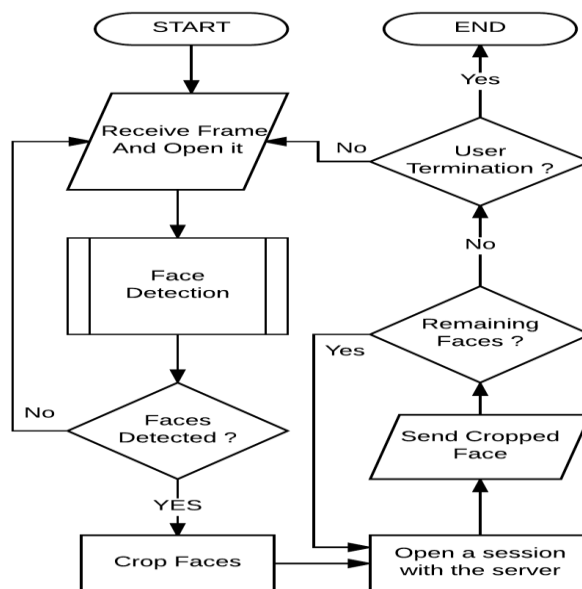 START
END
Yes
Receive Frame
And Open it
No
User
Termination ?
No
Face
Detection
Remaining
Faces ?
Yes
No
Faces
Detected ?
Send Cropped
Face
YES
Crop Faces
Open a session
with the server